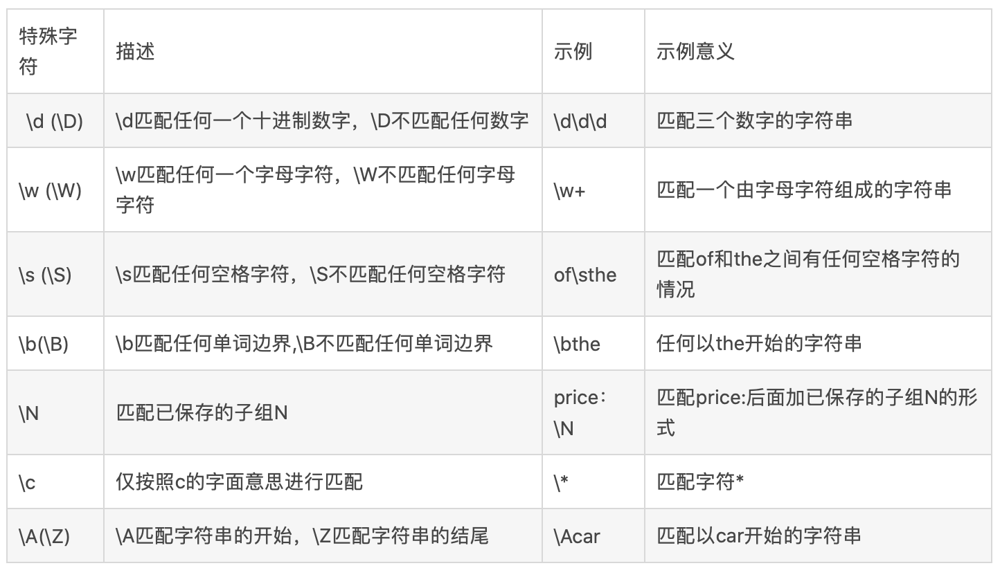 特殊字
符
描述
示例
示例意义
\d (\D)
\d匹配任何一个十进制数字，\D不匹配任何数字
\d\d\d
匹配三个数字的字符串
\w (\W)
\w匹配任何一个字母字符，\W不匹配任何字母
字符
\w+
匹配一个由字母字符组成的字符串
\s (\S)
\s匹配任何空格字符，\S不匹配任何空格字符
of\sthe
匹配of和the之间有任何空格字符的
情况
\b(\B)
\b匹配任何单词边界,\B不匹配任何单词边界
\bthe
任何以the开始的字符串
\N
匹配已保存的子组N
price：
\N
匹配price:后面加已保存的子组N的形
式
\c
仅按照c的字面意思进行匹配
\*
匹配字符*
\A(\Z)
\A匹配字符串的开始，\Z匹配字符串的结尾
\Acar
匹配以car开始的字符串